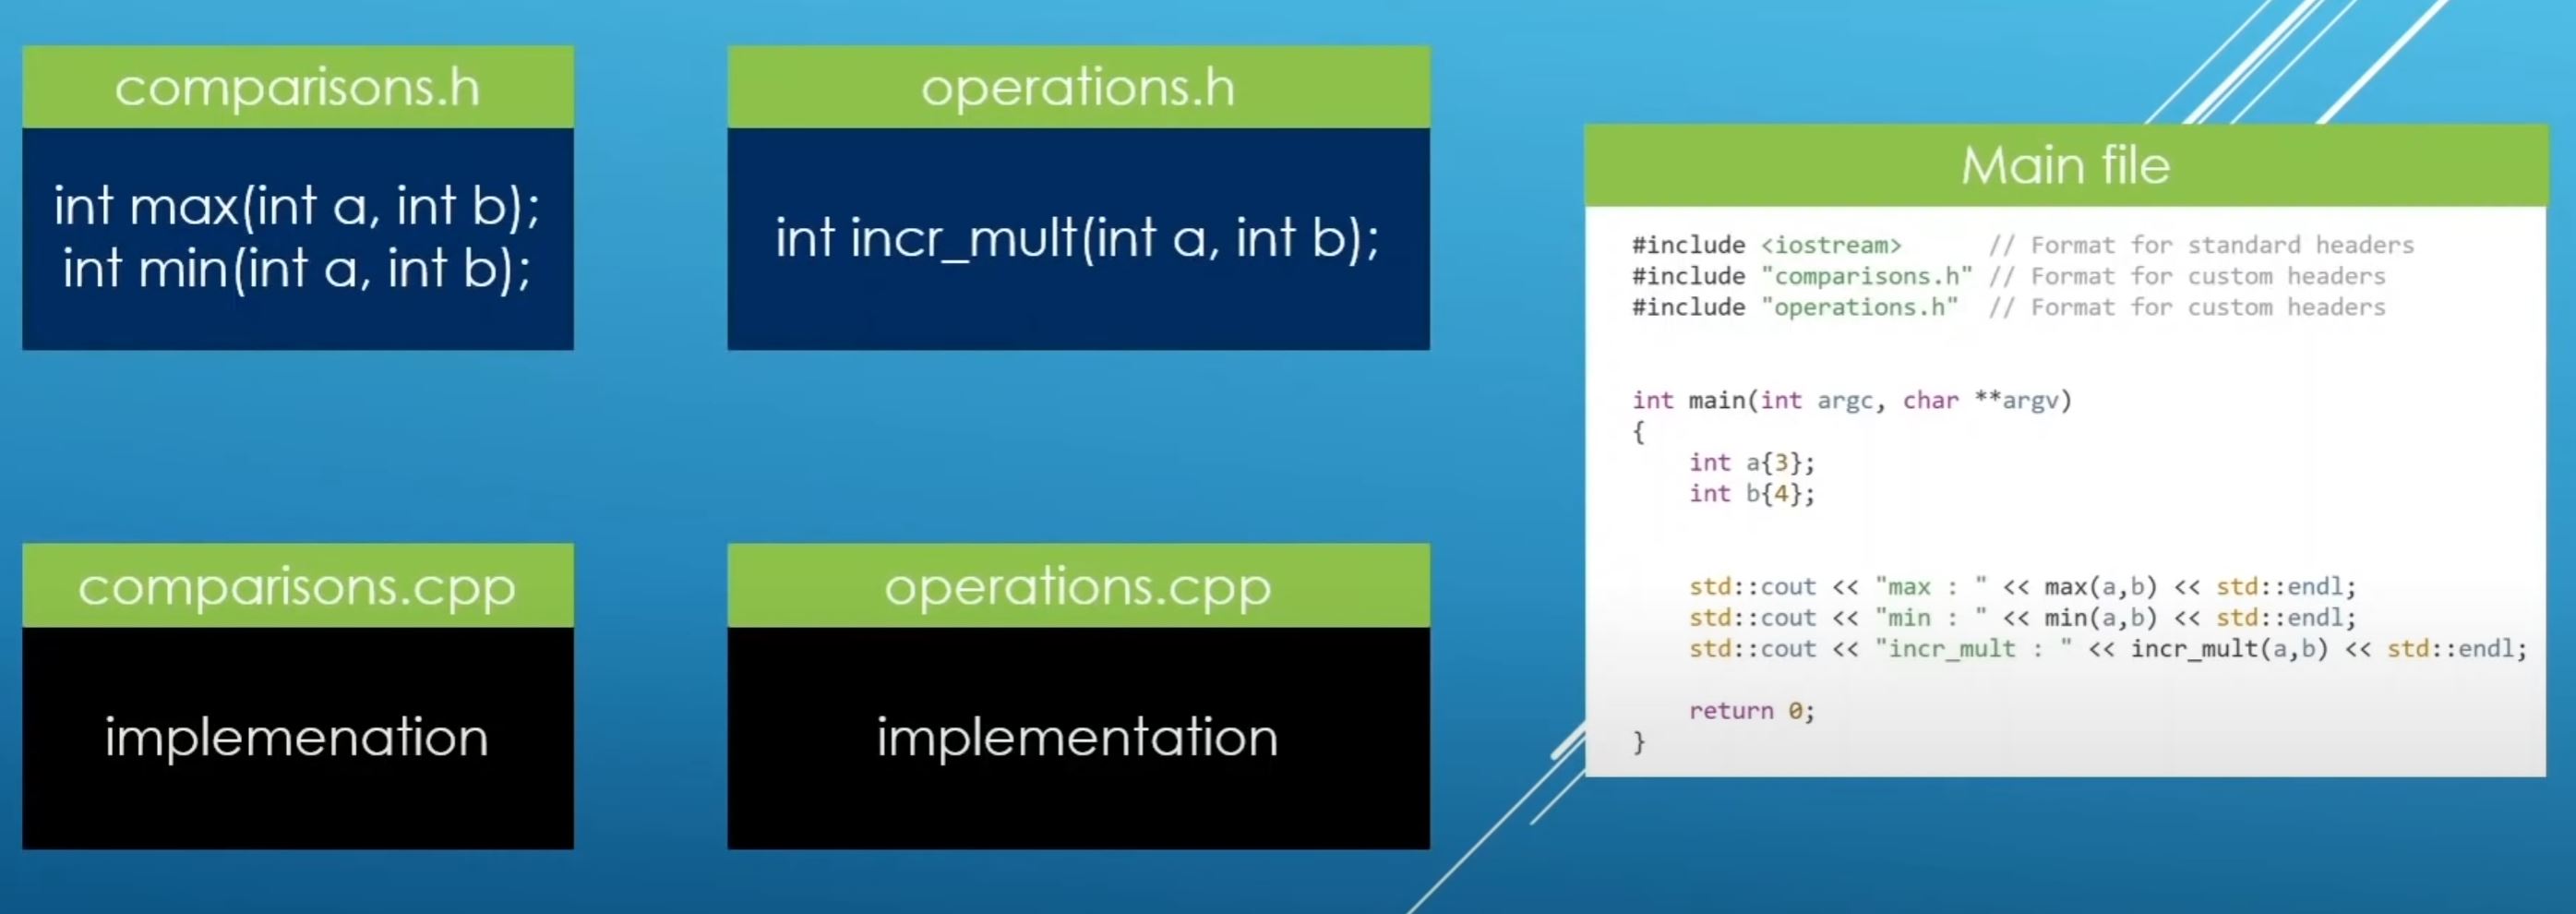 comparisons.h
int max(int a, int b);
int min(int a, int b);
operations.h
int incr_mult(int a, int b);
comparisons.cpp
implemenation
operations.cpp
implementation
Main file
#include <iostream>      // Format for standard headers
#include "comparisons.h" // Format for custom headers
#include "operations.h"  // Format for custom headers
int main(int argc, char **argv)
{
    int a{3};
    int b{4};
    std::cout << "max : " << max(a,b) << std::endl;
    std::cout << "min : " << min(a,b) << std::endl;
    std::cout << "incr_mult : " << incr_mult(a,b) << std::endl;
    return 0;
}